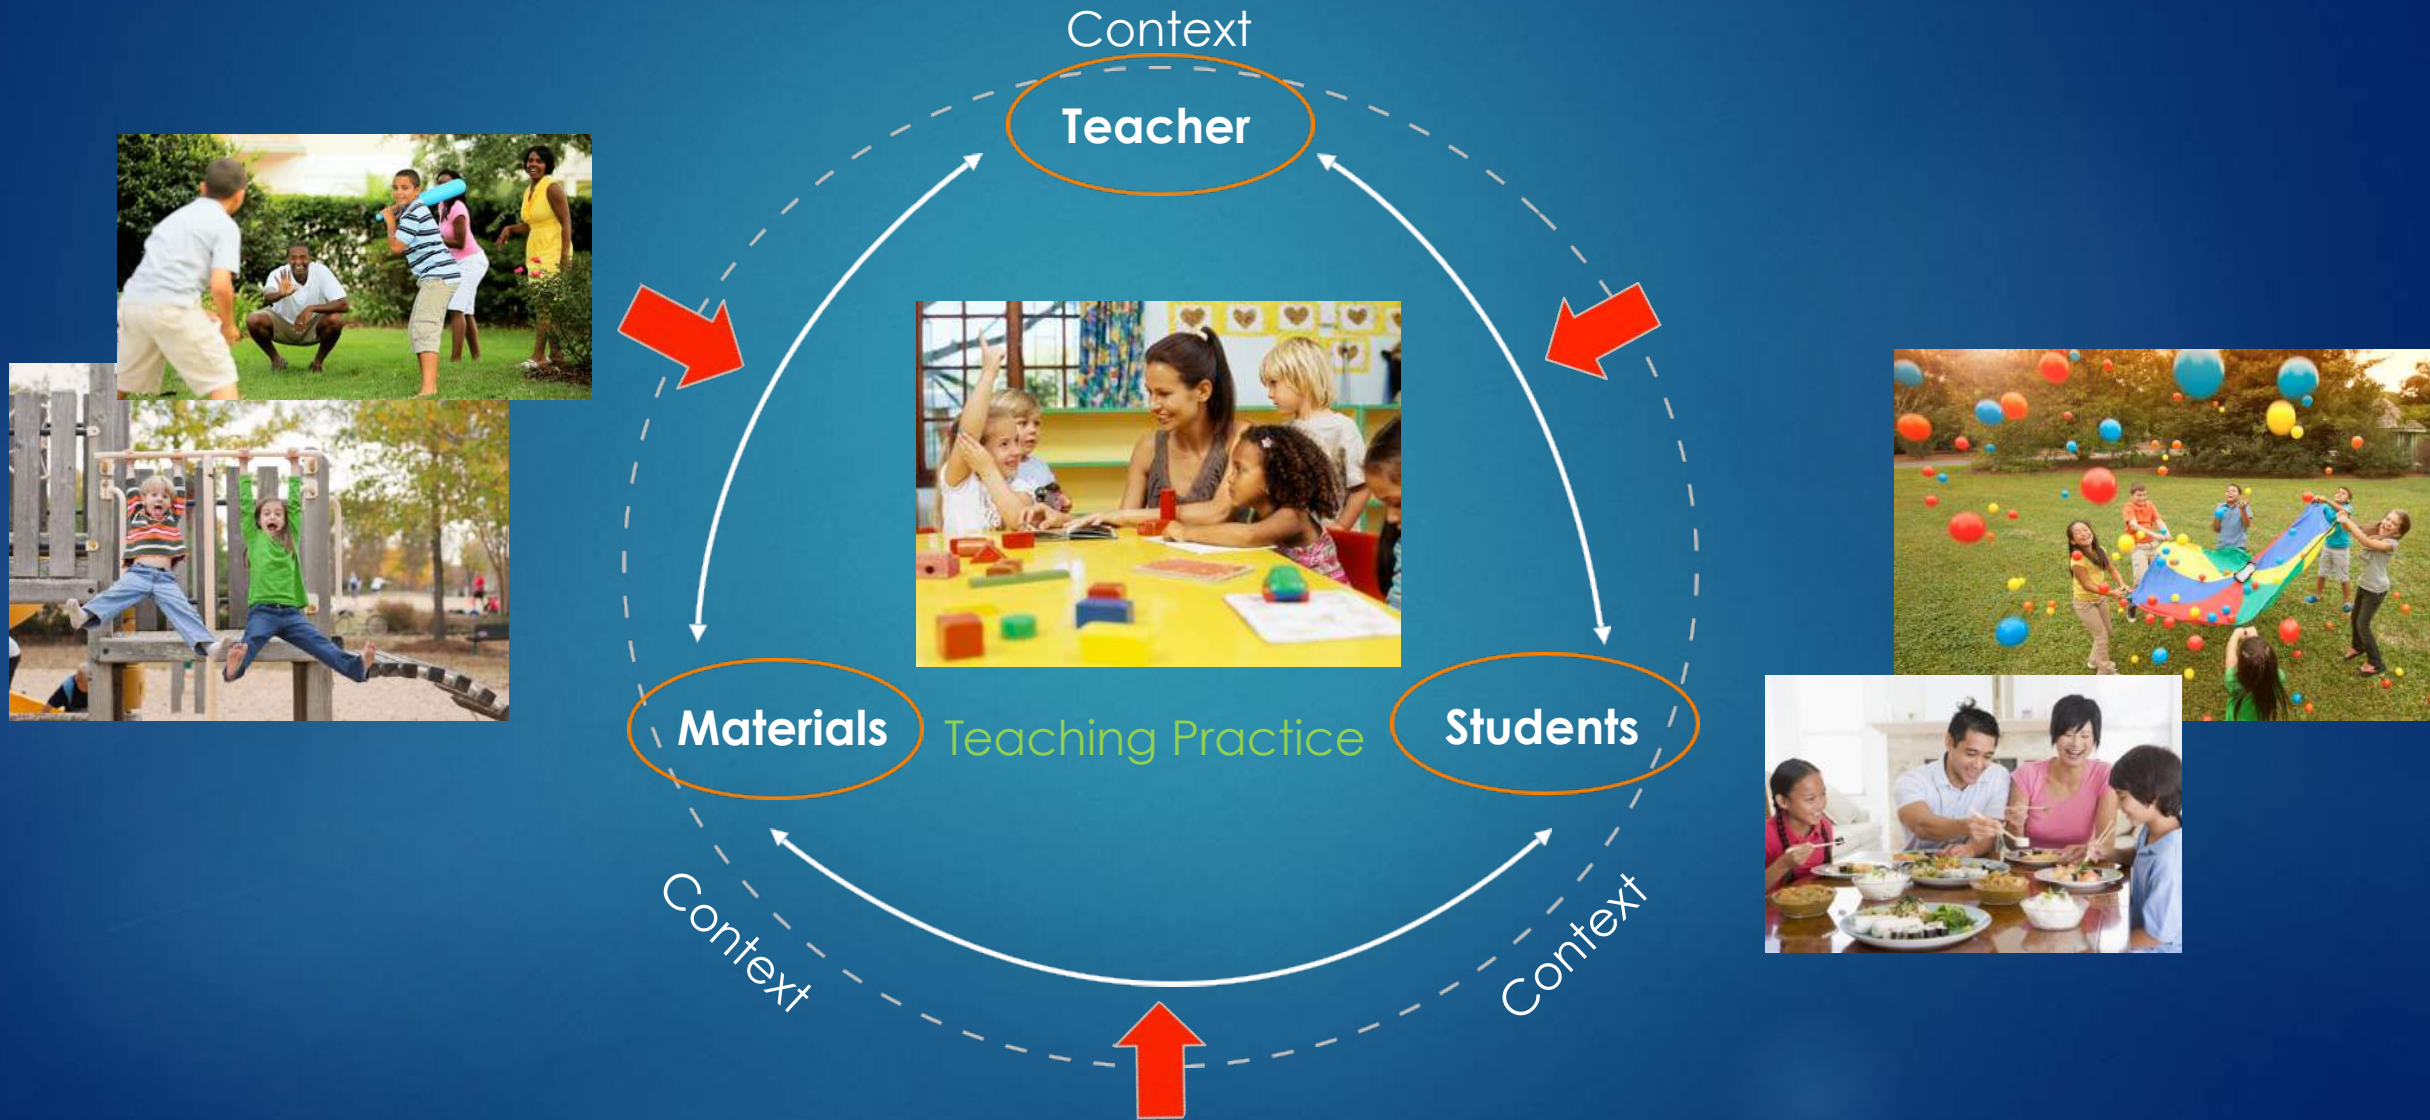 Context
Teacher
Materials
Teaching Practice
Students
Context
Context